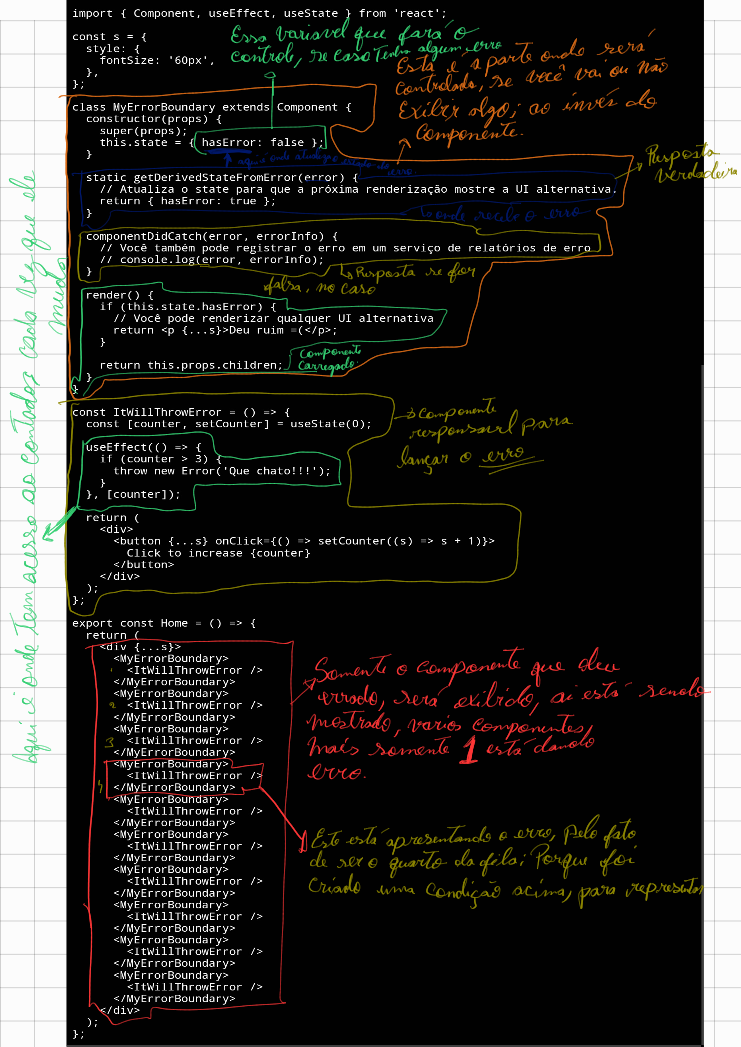 import { Component, useEffect, useState } from 'react';
const s = {
  style: {
    fontSize: '60px',
  },
};
Essa variavel que fará o
controle, se caso Tenha algum erro
Está é a parte onde será
controlado, se você vai ou não
Exibir algo; ao invés do
Componente.
class MyErrorBoundary extends Component {
  constructor(props) {
    super(props);
    this.state = { hasError: false };
  }
aqui é onde atualiza o estado do
erro
  static getDerivedStateFromError(error) {
    // Atualiza o state para que a próxima renderização mostre a UI alternativa.
    return { hasError: true };
  }
Resposta
verdadeira
onde recebe o erro
  componentDidCatch(error, errorInfo) {
    // Você também pode registrar o erro em um serviço de relatórios de erro
    // console.log(error, errorInfo);
  }
Resposta se for
falsa, no caso
  render() {
    if (this.state.hasError) {
      // Você pode renderizar qualquer UI alternativa
      return <p {...s}>Deu ruim =(</p>;
    }
    return this.props.children;
  }
}
Componente
Carregado.
const ItWillThrowError = () => {
  const [counter, setCounter] = useState(0);
Componente
responsavel para
lançar o erro
  useEffect(() => {
    if (counter > 3) {
      throw new Error('Que chato!!!');
    }
  }, [counter]);
Aqui é onde Tem acesso ao contador; cada vez que ele
muda
  return (
    <div>
      <button {...s} onClick={() => setCounter((s) => s + 1)}>
        Click to increase {counter}
      </button>
    </div>
  );
};
export const Home = () => {
  return (
    <div {...s}>
      <MyErrorBoundary>
1        <ItWillThrowError />
      </MyErrorBoundary>
      <MyErrorBoundary>
2        <ItWillThrowError />
      </MyErrorBoundary>
      <MyErrorBoundary>
3        <ItWillThrowError />
      </MyErrorBoundary>
      <MyErrorBoundary>
        <ItWillThrowError />
4      </MyErrorBoundary>
      <MyErrorBoundary>
        <ItWillThrowError />
      </MyErrorBoundary>
      <MyErrorBoundary>
        <ItWillThrowError />
      </MyErrorBoundary>
      <MyErrorBoundary>
        <ItWillThrowError />
      </MyErrorBoundary>
      <MyErrorBoundary>
        <ItWillThrowError />
      </MyErrorBoundary>
      <MyErrorBoundary>
        <ItWillThrowError />
      </MyErrorBoundary>
      <MyErrorBoundary>
        <ItWillThrowError />
      </MyErrorBoundary>
    </div>
  );
};
Somente o componente que deu
errado, será exibido, ai está sendo
mostrado, varios componentes,
mais somente 1 está dando
erro.
Este está apresentando o erro, pelo fato
de ser o quarto da fila; Porque foi
criado uma condição acima, para representar